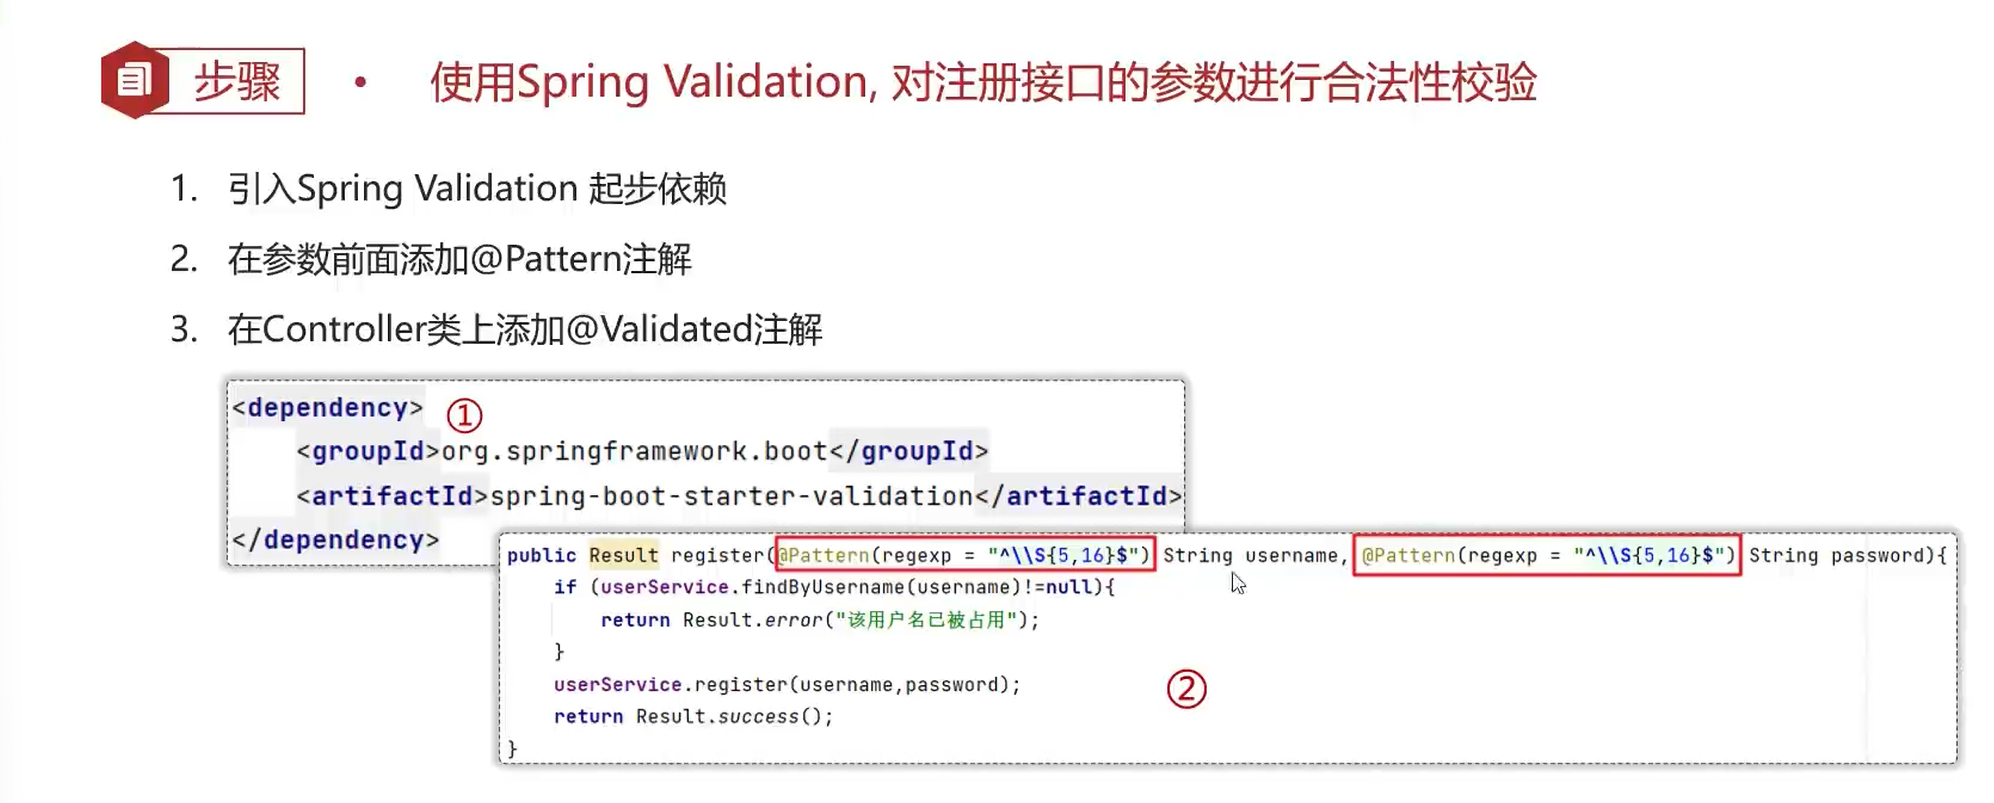 步骤 • 使用Spring Validation, 对注册接口的参数进行合法性校验
1. 引入Spring Validation 起步依赖
2. 在参数前面添加@Pattern注解
3. 在Controller类上添加@Validated注解
<dependency> ①
<groupId>org.springframework.boot</groupId>
<artifactId>spring-boot-starter-validation</artifactId>
</dependency>
public Result register(@Pattern(regexp = "^\\S{5,16}$") String username, @Pattern(regexp = "^\\S{5,16}$") String password){
if (userService.findByUsername(username)!=null){
return Result.error("该用户名已被占用");
}
userService.register(username,password);
②
return Result.success();
}